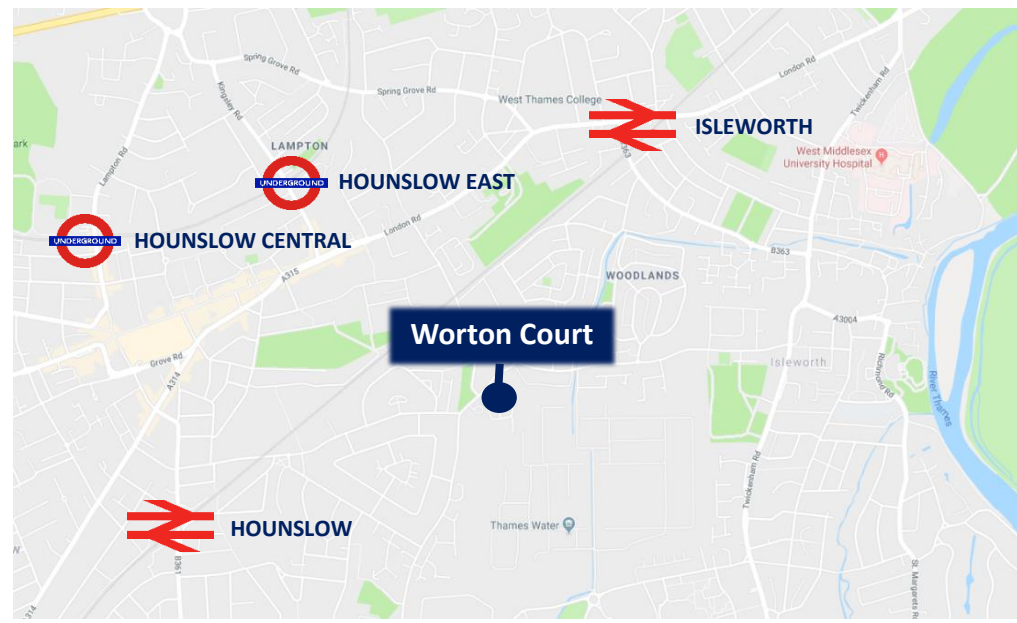 Spring Grove Rd
Kingsley Rd
Spring Grove Rd
West Thames College
London Rd
Twickenham Rd
ISLEWORTH
B363
West Middlesex
University Hospital
H
ark
Lampton Rd
LAMPTON
UNDERGROUND
HOUNSLOW EAST
UNDERGROUND
HOUNSLOW CENTRAL
London Rd
A315
B363
WOODLANDS
Worton Court
A3004
Grove Rd
A314
Isleworth
Richmond Rd
River Thames
Twickenham Rd
HOUNSLOW
Thames Water
B361
A314
St. Margarets R